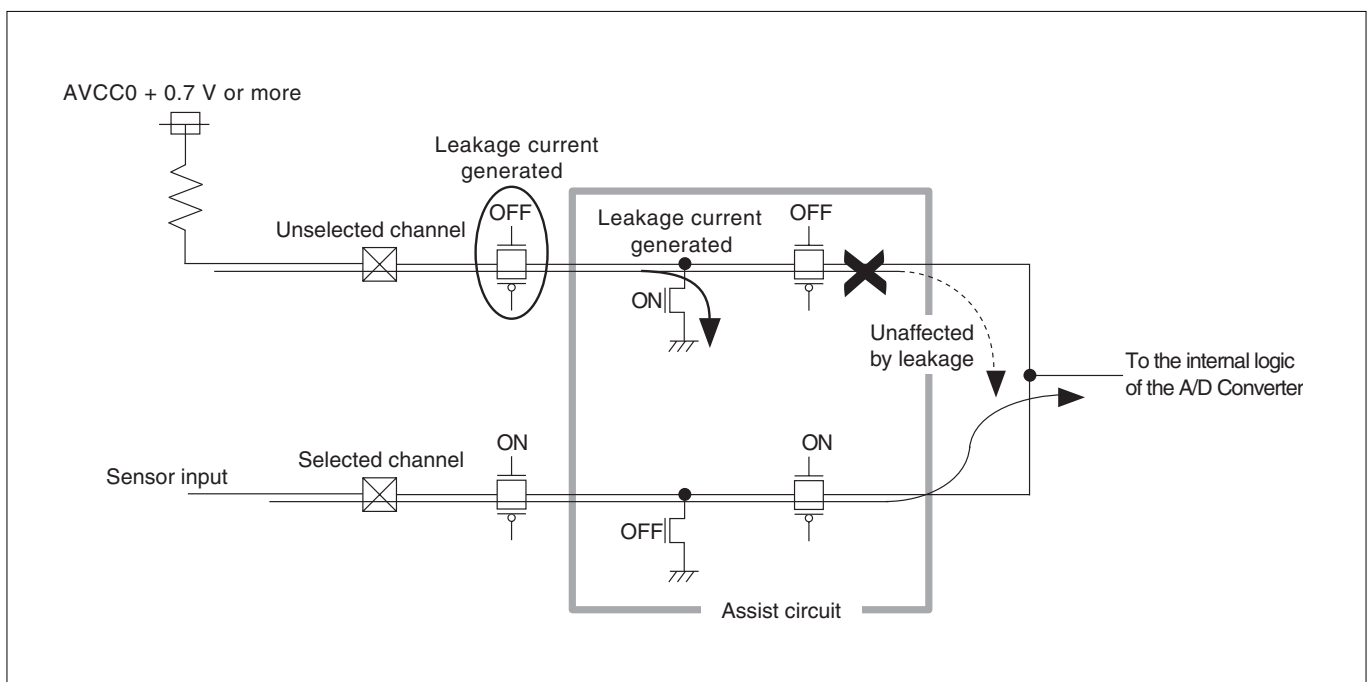 AVCC0 + 0.7 V or more
Leakage current
generated
OFF
Unselected channel
Leakage current
generated
OFF
ON
Unaffected
by leakage
To the internal logic
of the A/D Converter
Sensor input
Selected channel
ON
ON
OFF
Assist circuit